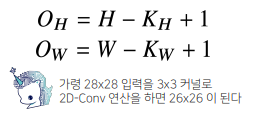 O_H = H − K_H + 1
O_W = W − K_W + 1
가령 28x28 입력을 3x3 커널로
2D-Conv 연산을 하면 26x26 이 된다